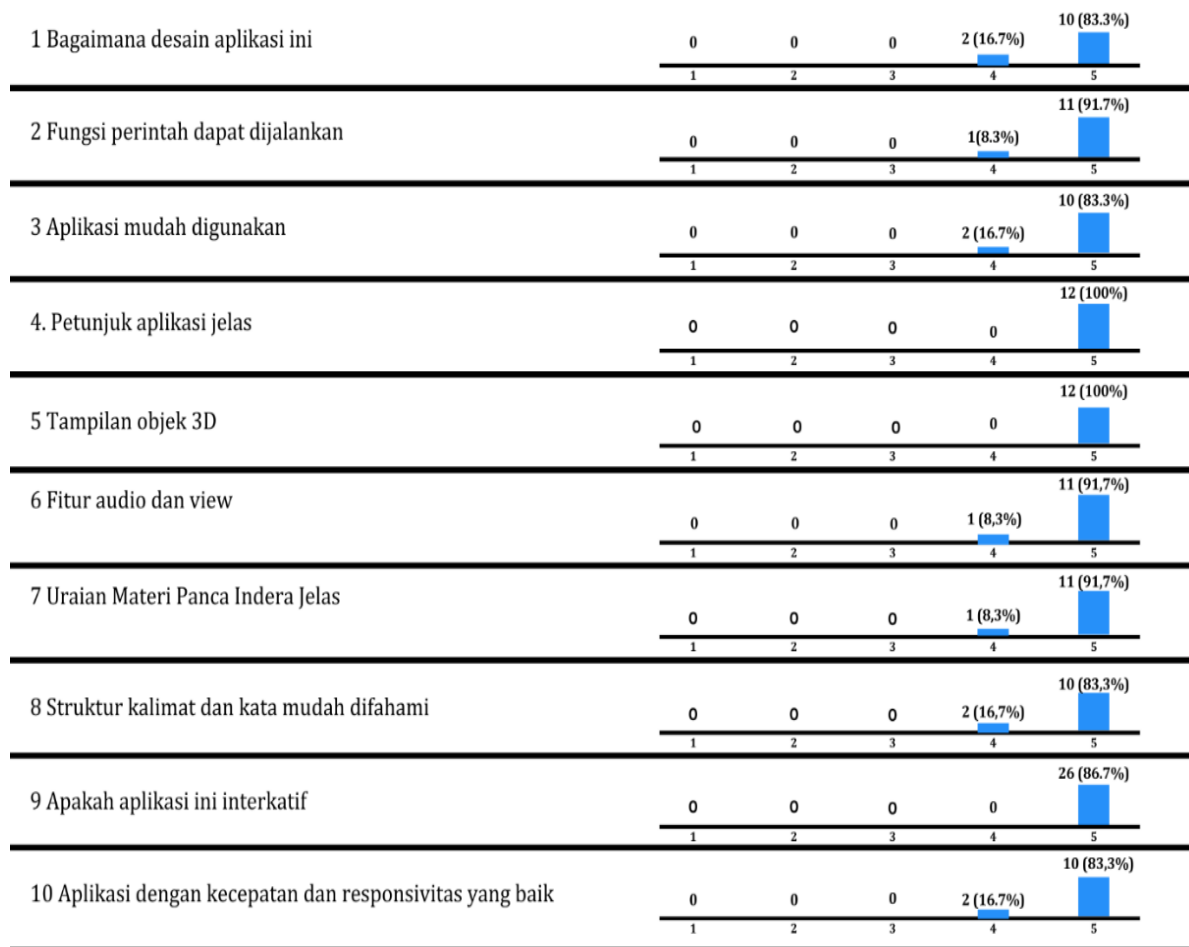 1 Bagaimana desain aplikasi ini
0 0 0 2 (16.7%) 10 (83.3%)
1 2 3 4 5
2 Fungsi perintah dapat dijalankan
0 0 0 1(8.3%) 11 (91.7%)
1 2 3 4 5
3 Aplikasi mudah digunakan
0 0 0 2 (16.7%) 10 (83.3%)
1 2 3 4 5
4. Petunjuk aplikasi jelas
0 0 0 0 12 (100%)
1 2 3 4 5
5 Tampilan objek 3D
0 0 0 0 12 (100%)
1 2 3 4 5
6 Fitur audio dan view
0 0 0 1 (8,3%) 11 (91,7%)
1 2 3 4 5
7 Uraian Materi Panca Indera Jelas
0 0 0 1 (8,3%) 11 (91,7%)
1 2 3 4 5
8 Struktur kalimat dan kata mudah difahami
0 0 0 2 (16,7%) 10 (83,3%)
1 2 3 4 5
9 Apakah aplikasi ini interkatif
0 0 0 0 26 (86.7%)
1 2 3 4 5
10 Aplikasi dengan kecepatan dan responsivitas yang baik
0 0 0 2 (16.7%) 10 (83,3%)
1 2 3 4 5